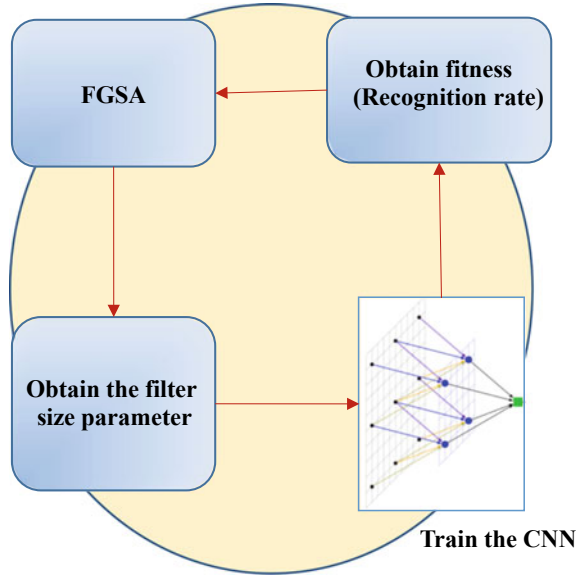 FGSA
Obtain fitness
(Recognition rate)
Obtain the filter
size parameter
Train the CNN